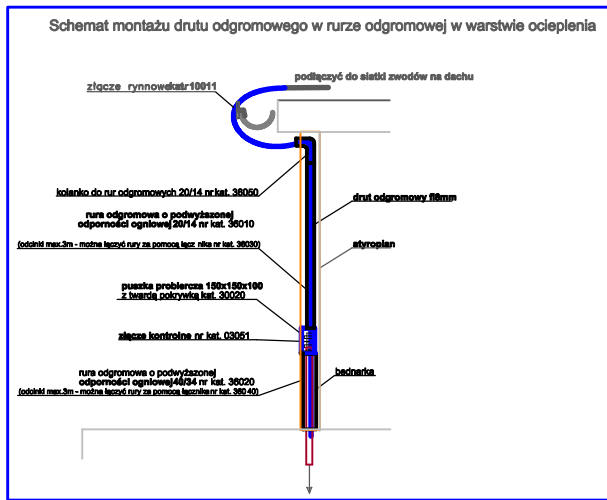 Schemat montażu drutu odgromowego w rurze odgromowej w warstwie ocieplenia
podłączyć do siatki zwodów na dachu
złącze rynnowe kat. 10011
kolanko do rur odgromowych 20/14 nr kat. 36050
drut odgromowy fi8mm
rura odgromowa o podwyższonej
odporności ogniowej 20/14 nr kat. 36010
(odcinki max.3m - można łączyć rury za pomocą łącz nika nr kat. 36030)
styropian
puszka probiercza 150x150x100
z twardą pokrywką kat. 30020
złącze kontrolne nr kat. 03051
rura odgromowa o podwyższonej
odporności ogniowej 40/34 nr kat. 36020
(odcinki max.3m - można łączyć rury za pomocą łącznika nr kat. 36040)
bednarka